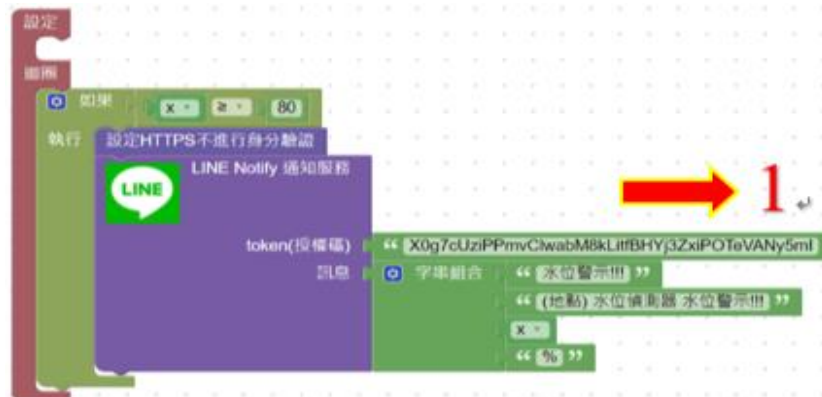 設定
迴圈
如果 x ≥ 80
執行 設定HTTPS不進行身分驗證
LINE LINE Notify 通知服務
1
token(授權碼) “ X0g7cUziPPmvClwabM8kLitfBHYj3ZxiPOTeVANy5ml
訊息 字串組合 “ 水位警示!!! ”
“ (地點) 水位偵測器 水位警示!!! ”
x
“ % ”